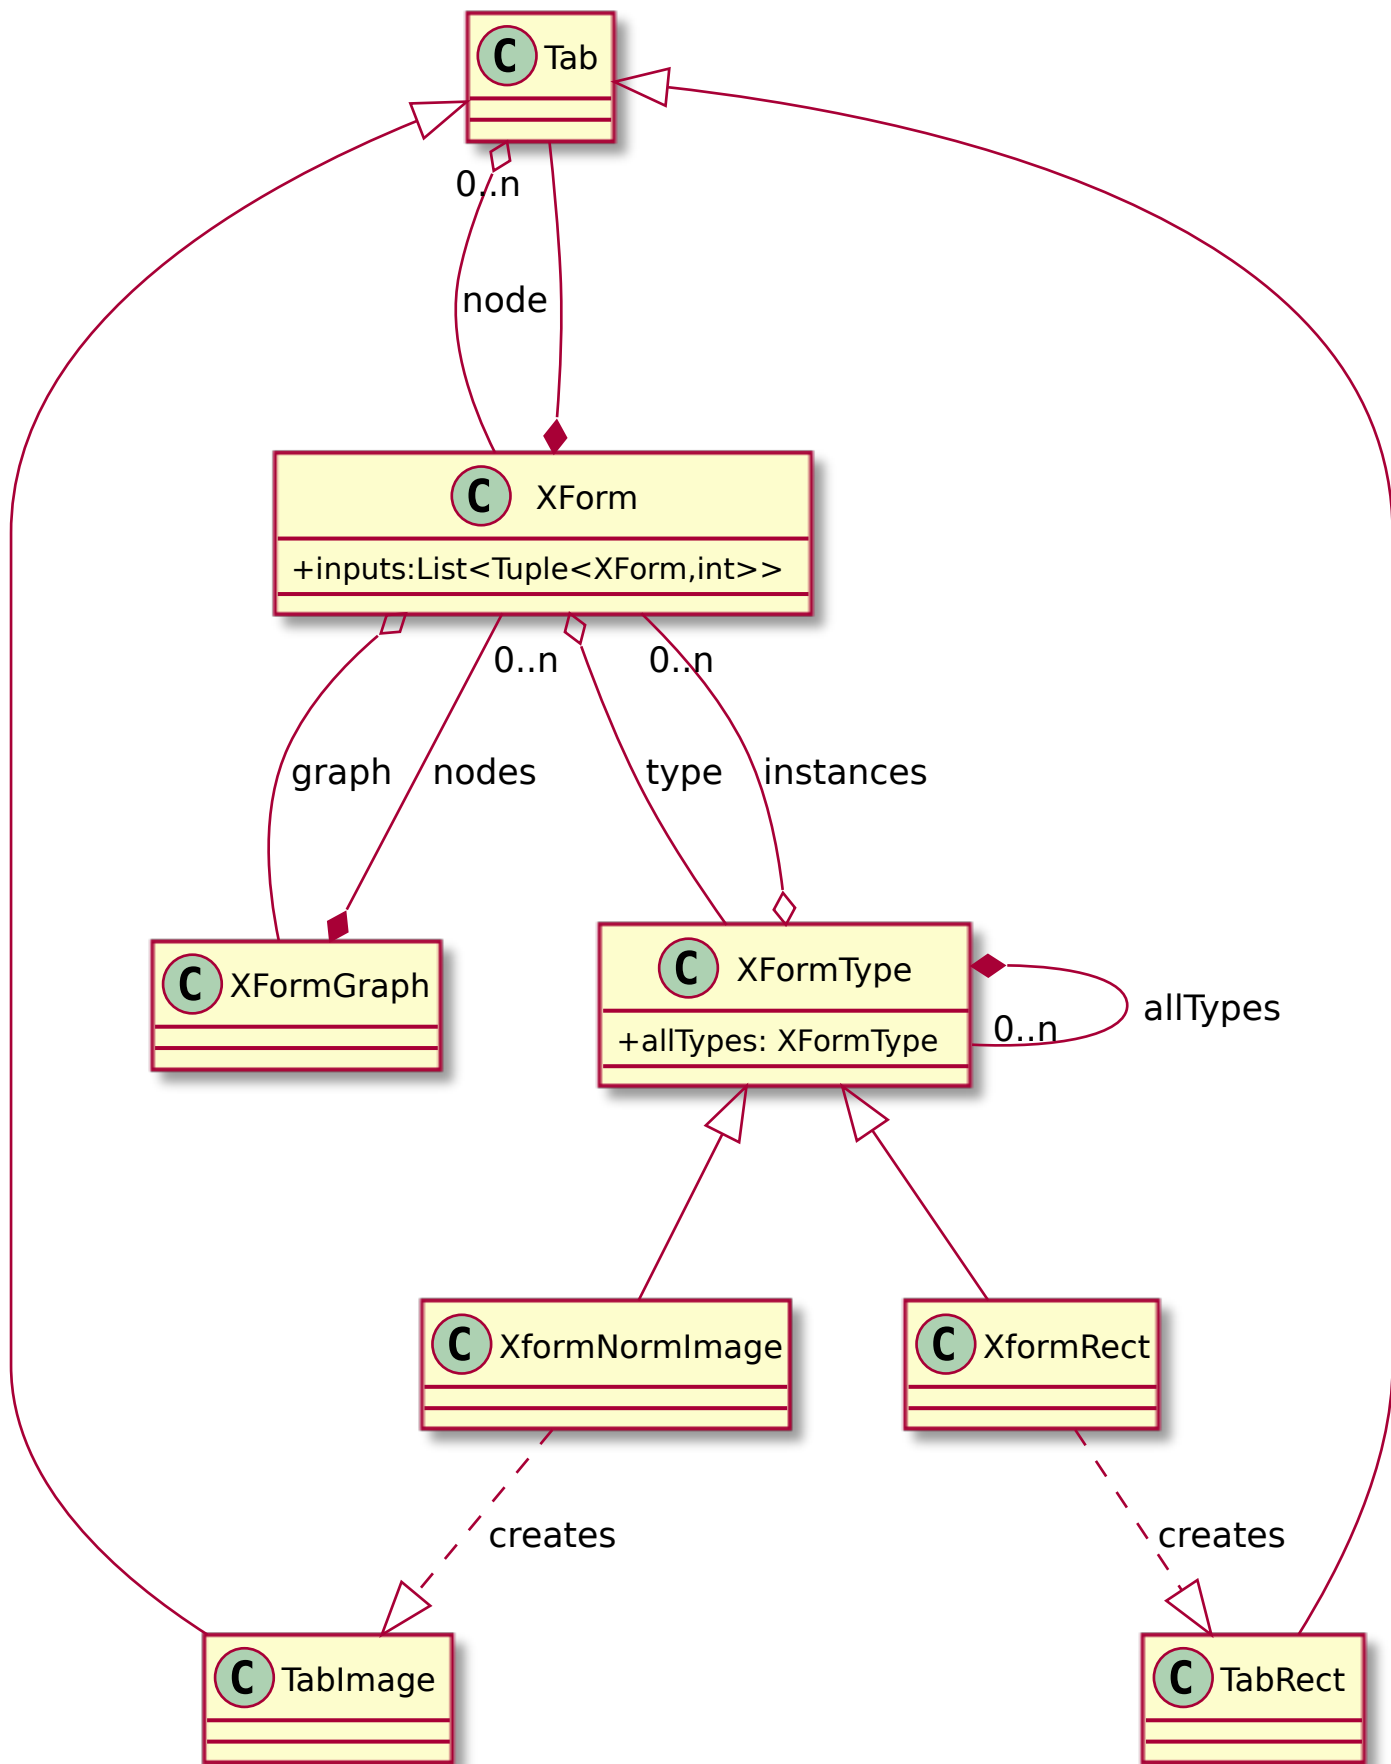 C Tab
0..n
node
C XForm
+inputs:List<Tuple<XForm,int>>
0..n 0..n
graph nodes type instances
C XFormGraph
C XFormType
+allTypes: XFormType
0..n
allTypes
C XformNormImage
C XformRect
creates creates
C TabImage
C TabRect